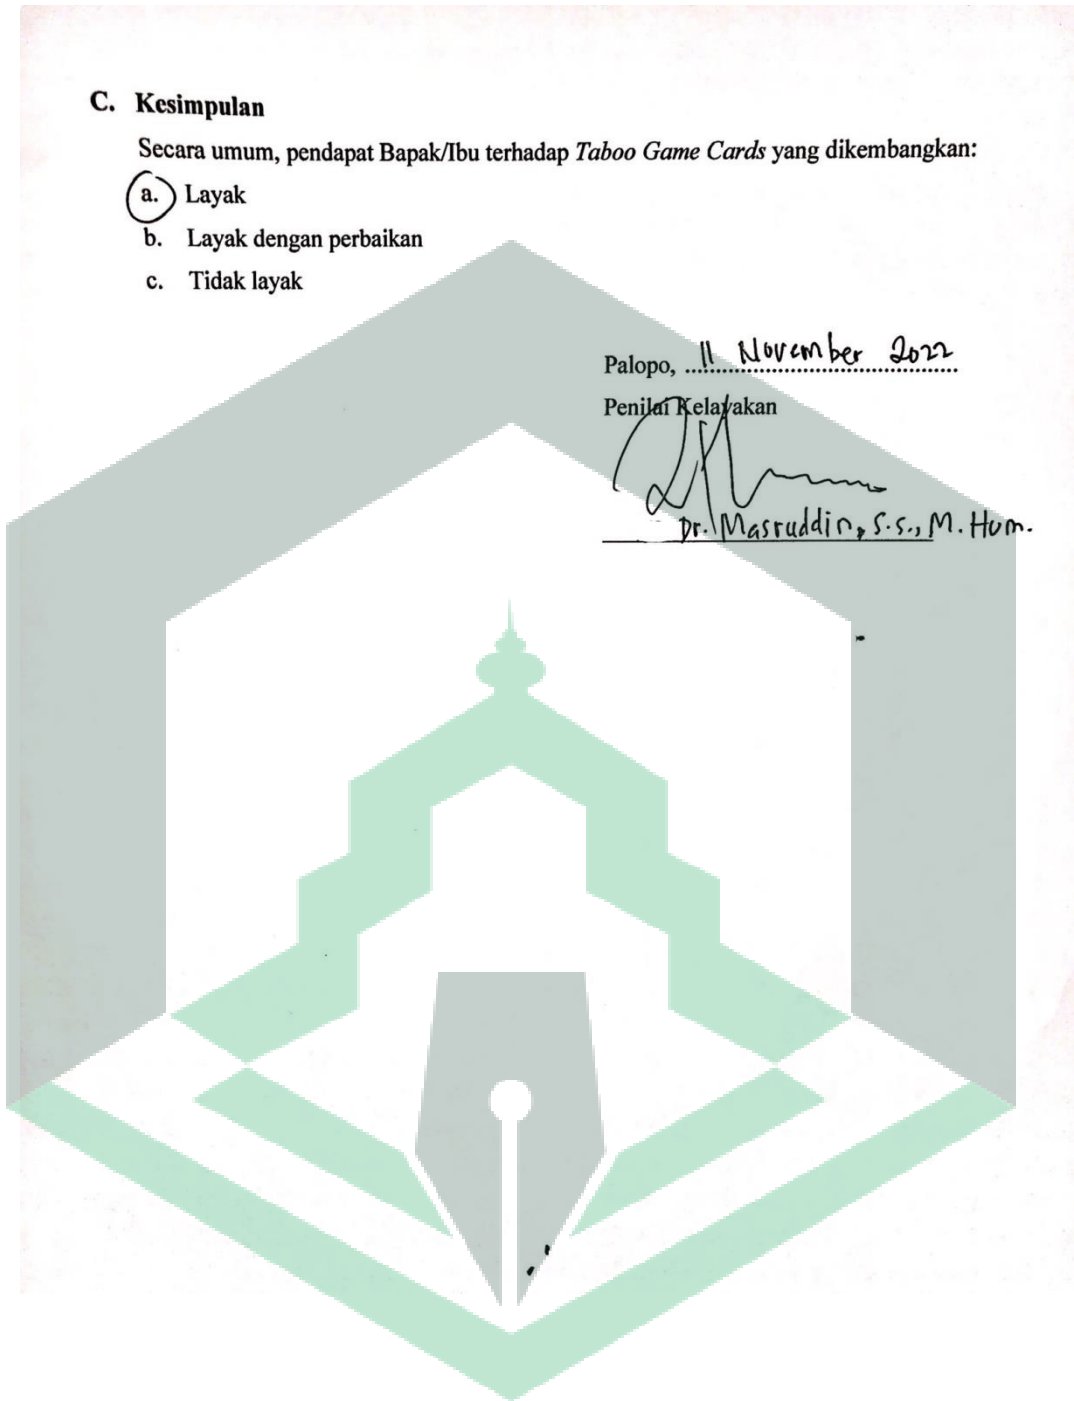 C. Kesimpulan
Secara umum, pendapat Bapak/Ibu terhadap Taboo Game Cards yang dikembangkan:
a. Layak
b. Layak dengan perbaikan
c. Tidak layak
Palopo, 11 November 2022
Penilai Kelayakan
Dr. Masruddin, S.S., M. Hum.